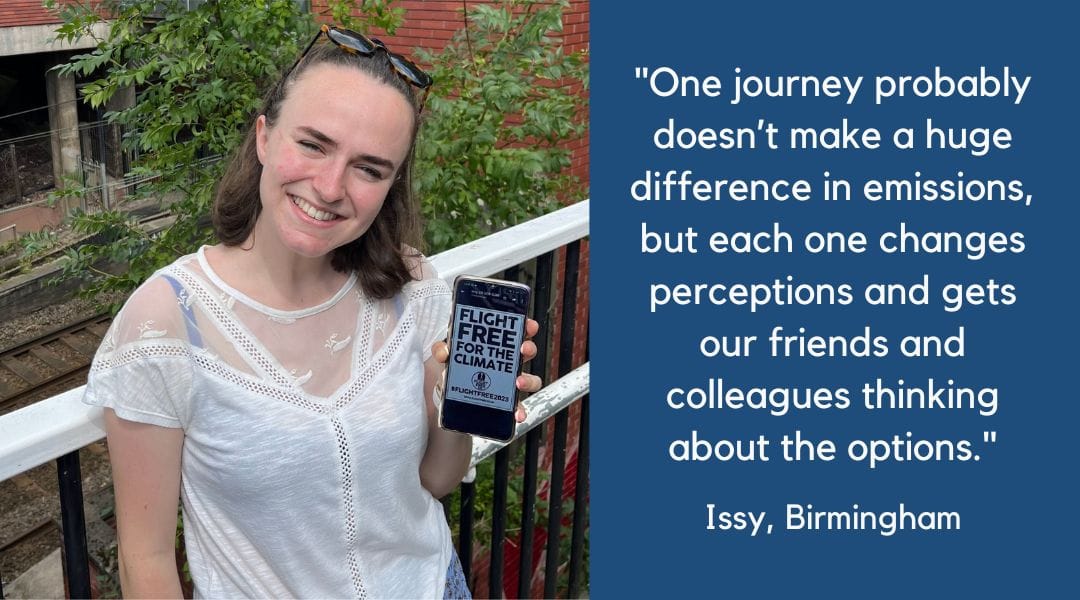 FLIGHT
FREE
FOR THE
CLIMATE
#FLIGHTFREE2023
"One journey probably
doesn’t make a huge
difference in emissions,
but each one changes
perceptions and gets
our friends and
colleagues thinking
about the options."
Issy, Birmingham